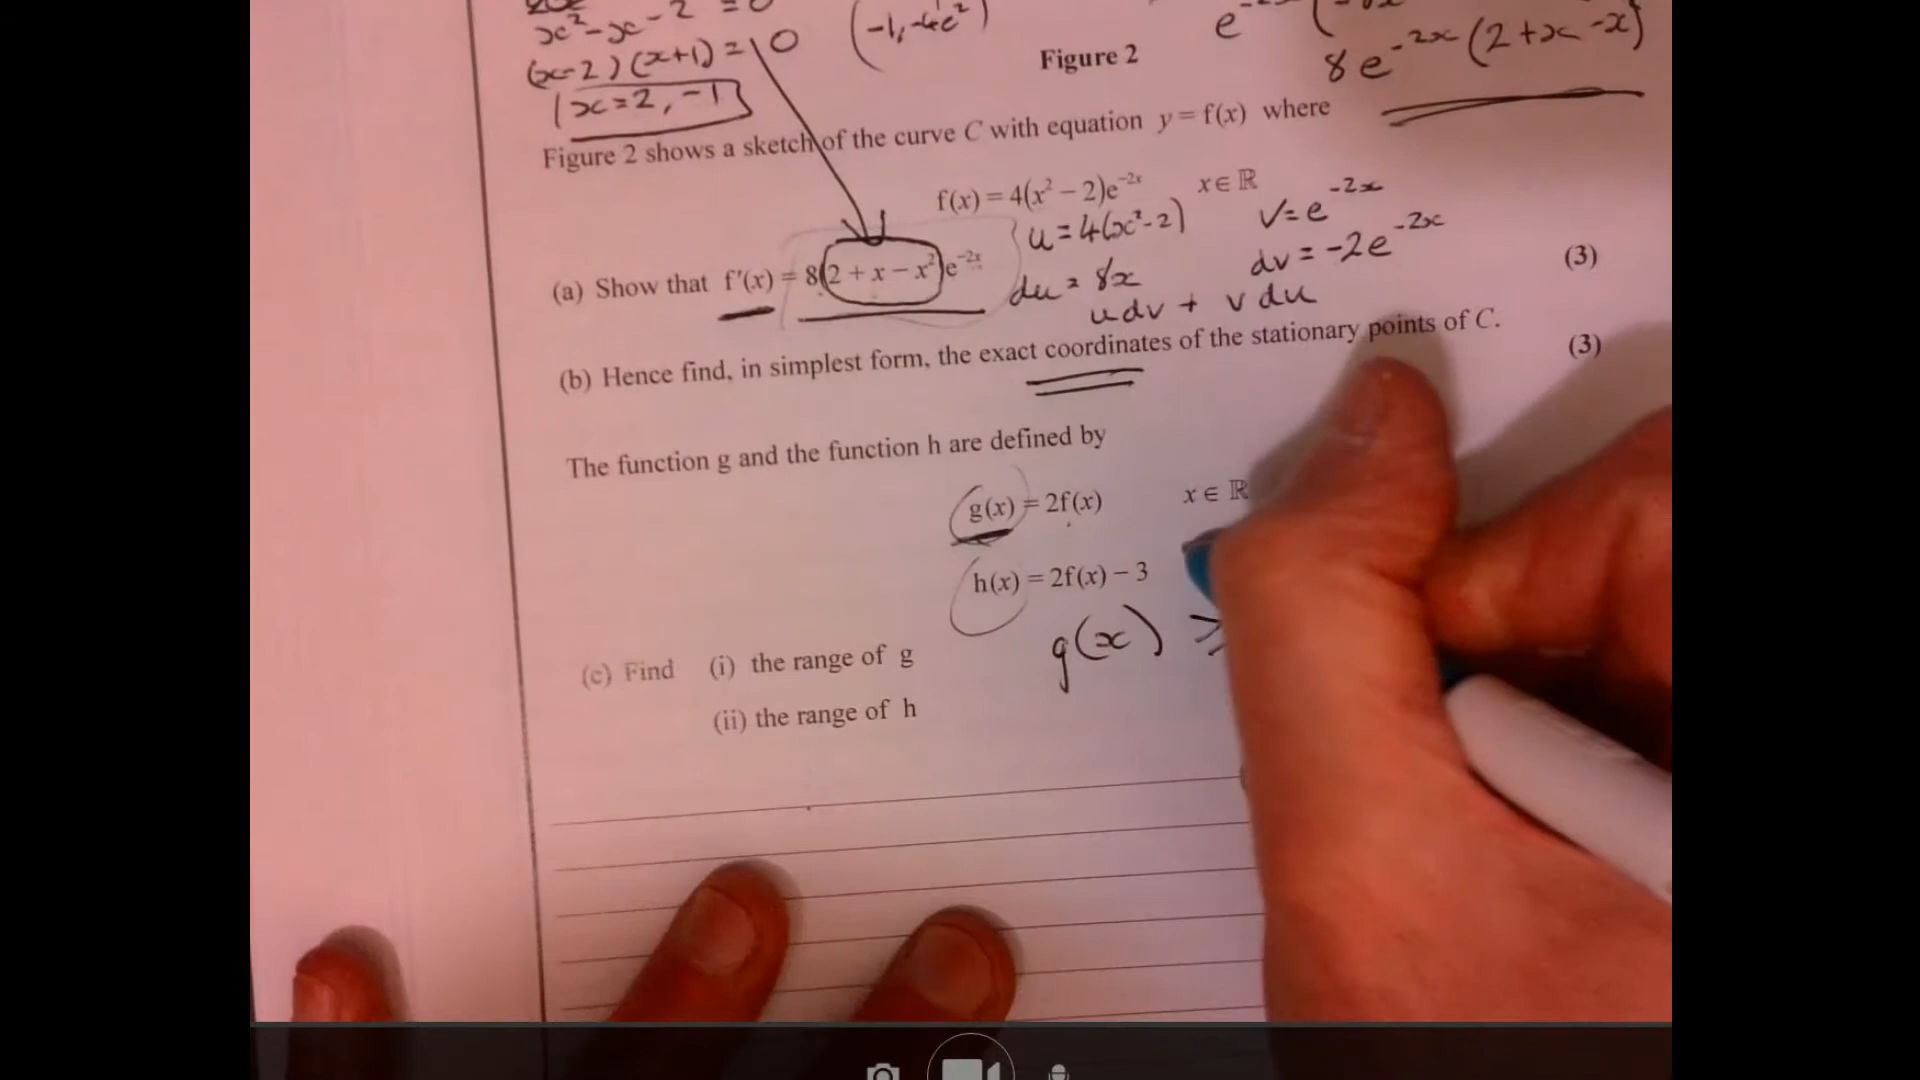 x² - x - 2 = 0
(x-2)(x+1) = 0
x = 2, -1
(-1, -4e²)
Figure 2
8e^-2x (2+x-x)
Figure 2 shows a sketch of the curve C with equation y = f(x) where
f(x) = 4(x² – 2)e^–2x x ∈ ℝ
u = 4(x²-2) v = e^-2x
(a) Show that f′(x) = 8(2 + x – x²)e^–2x (3)
du = 8x dv = -2e^-2x
udv + vdu
(b) Hence find, in simplest form, the exact coordinates of the stationary points of C. (3)
The function g and the function h are defined by
g(x) = 2f(x) x ∈ ℝ
h(x) = 2f(x) – 3
g(x) ⩾
(c) Find (i) the range of g
(ii) the range of h